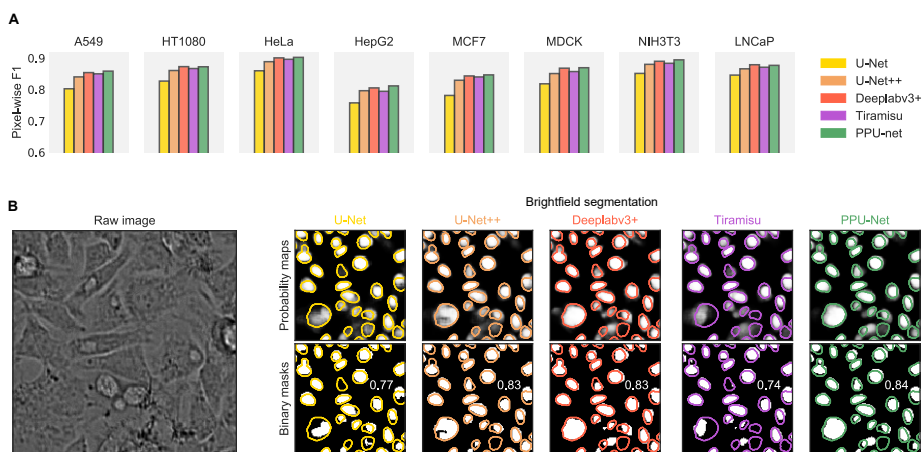 A
A549 HT1080 HeLa HepG2 MCF7 MDCK NIH3T3 LNCaP
Pixel-wise F1
0.9
0.8
0.7
0.6
U-Net
U-Net++
Deeplabv3+
Tiramisu
PPU-net
B
Brightfield segmentation
Raw image U-Net U-Net++ Deeplabv3+ Tiramisu PPU-Net
Probability maps
Binary masks
0.77 0.83 0.83 0.74 0.84